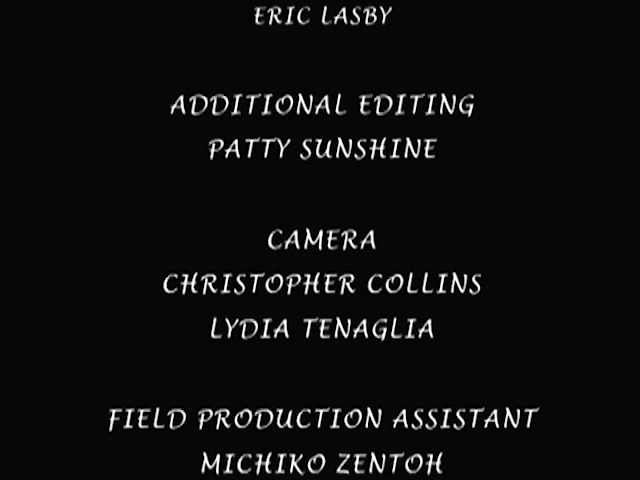 ERIC LASBY
ADDITIONAL EDITING
PATTY SUNSHINE
CAMERA
CHRISTOPHER COLLINS
LYDIA TENAGLIA
FIELD PRODUCTION ASSISTANT
MICHIKO ZENTOH